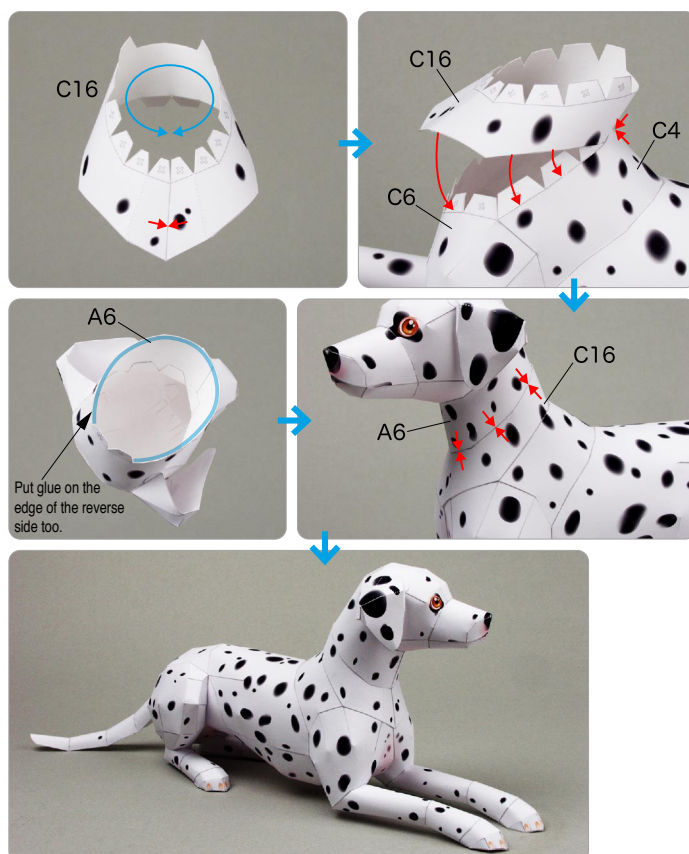 C16
C16
C4
C6
A6
Put glue on the
edge of the reverse
side too.
C16
A6